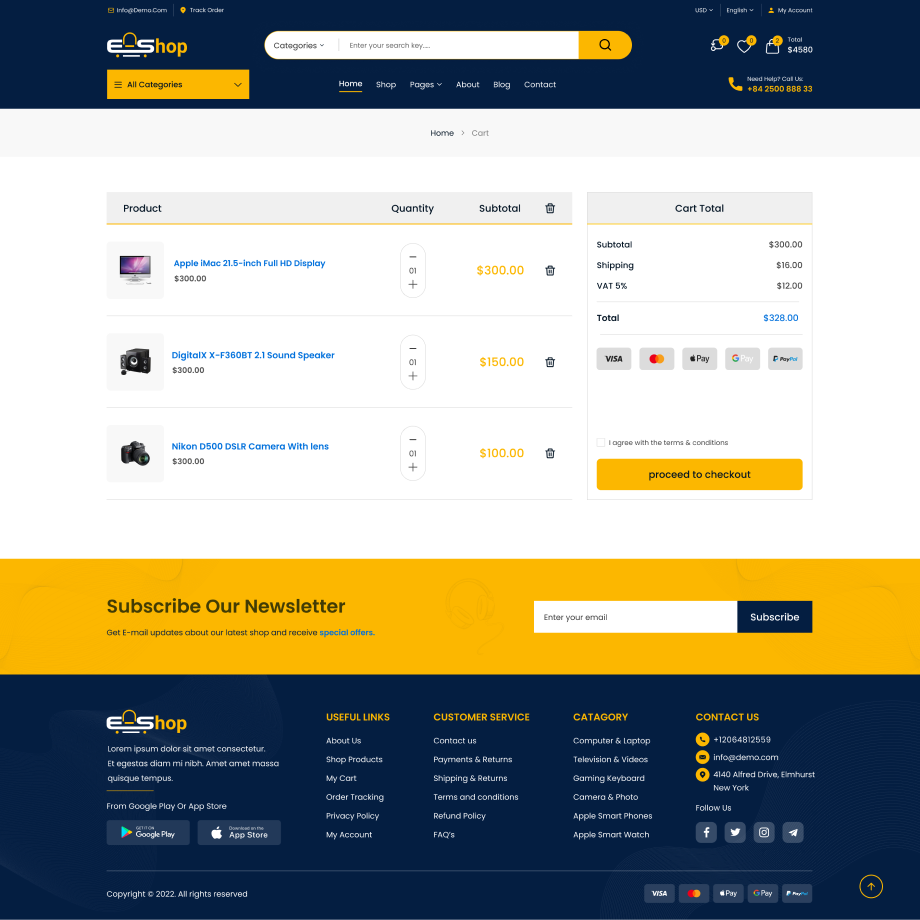 Info@Demo.Com
Track Order
USD
English
My Account
E-Shop
Categories
Enter your search key.....
0
0
2
Total
$4580
All Categories
Home
Shop
Pages
About
Blog
Contact
Need Help? Call Us:
+84 2500 888 33
Home > Cart
Product
Quantity
Subtotal
Apple iMac 21.5-inch Full HD Display
$300.00
01
$300.00
DigitalX X-F360BT 2.1 Sound Speaker
$300.00
01
$150.00
Nikon D500 DSLR Camera With lens
$300.00
01
$100.00
Cart Total
Subtotal
$300.00
Shipping
$16.00
VAT 5%
$12.00
Total
$328.00
VISA
Pay
G Pay
PayPal
I agree with the terms & conditions
proceed to checkout
Subscribe Our Newsletter
Get E-mail updates about our latest shop and receive special offers.
Enter your email
Subscribe
E-Shop
Lorem ipsum dolor sit amet consectetur.
Et egestas diam mi nibh. Amet amet massa
quisque tempus.
From Google Play Or App Store
GET IT ON
Google Play
Download on the
App Store
USEFUL LINKS
About Us
Shop Products
My Cart
Order Tracking
Privacy Policy
My Account
CUSTOMER SERVICE
Contact us
Payments & Returns
Shipping & Returns
Terms and conditions
Refund Policy
FAQ's
CATAGORY
Computer & Laptop
Television & Videos
Gaming Keyboard
Camera & Photo
Apple Smart Phones
Apple Smart Watch
CONTACT US
+12064812559
info@demo.com
4140 Alfred Drive, Elmhurst
New York
Follow Us
Copyright © 2022. All rights reserved
VISA
Pay
G Pay
PayPal